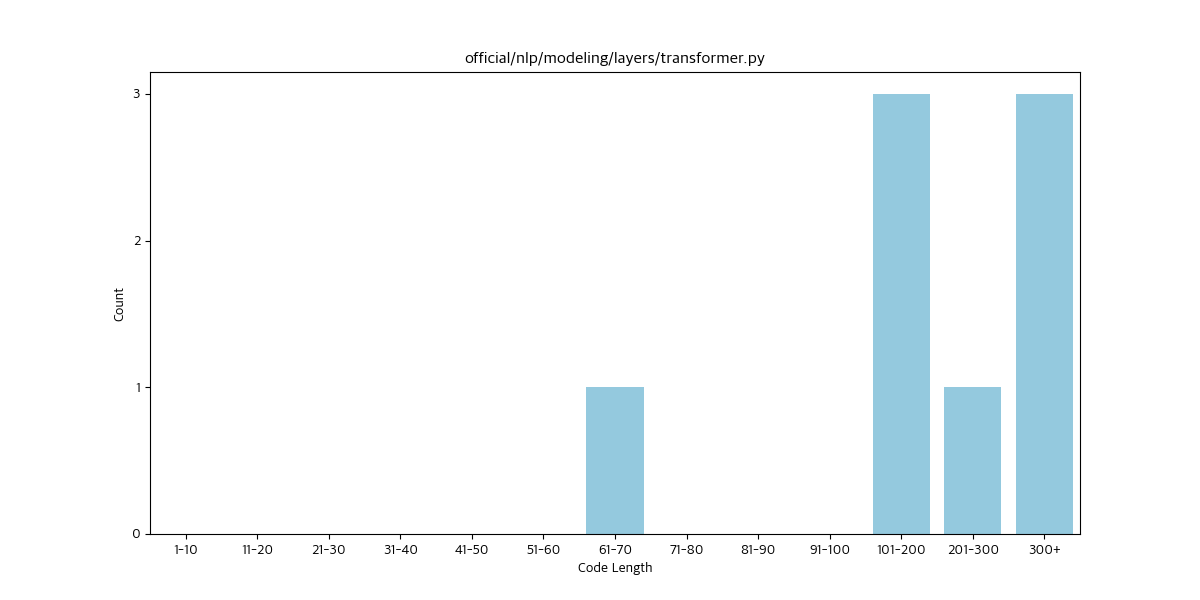 official/nlp/modeling/layers/transformer.py
3
2
1
0
Count
1-10 11-20 21-30 31-40 41-50 51-60 61-70 71-80 81-90 91-100 101-200 201-300 300+
Code Length